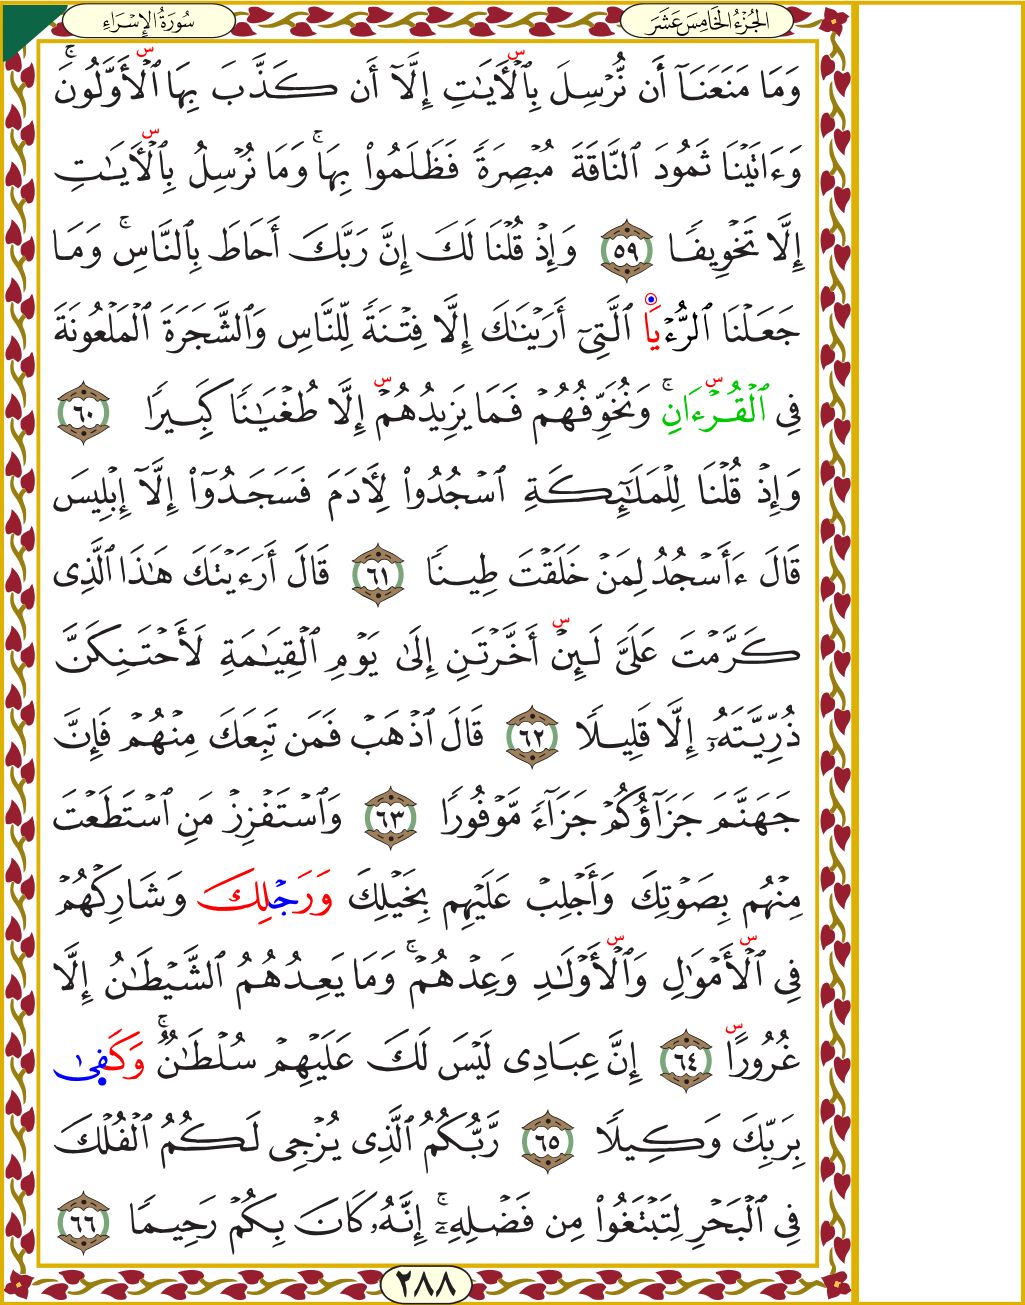 الجُزْءُ الخَامِسَ عَشَرَ
سُورَةُ الإِسْرَاءِ
وَمَا مَنَعَنَآ أَن نُّرْسِلَ بِٱلْأَيَـٰتِ إِلَّآ أَن كَذَّبَ بِهَا ٱلْأَوَّلُونَۚ
وَءَاتَيْنَا ثَمُودَ ٱلنَّاقَةَ مُبْصِرَةً فَظَلَمُوا۟ بِهَاۚ وَمَا نُرْسِلُ بِٱلْأَيَـٰتِ
إِلَّا تَخْوِيفًا ٥٩ وَإِذْ قُلْنَا لَكَ إِنَّ رَبَّكَ أَحَاطَ بِٱلنَّاسِۚ وَمَا
جَعَلْنَا ٱلرُّءْيَا ٱلَّتِىٓ أَرَيْنَـٰكَ إِلَّا فِتْنَةً لِّلنَّاسِ وَٱلشَّجَرَةَ ٱلْمَلْعُونَةَ
فِى ٱلْقُرْءَانِۚ وَنُخَوِّفُهُمْ فَمَا يَزِيدُهُمْ إِلَّا طُغْيَـٰنًا كَبِيرًا ٦٠
وَإِذْ قُلْنَا لِلْمَلَـٰٓئِكَةِ ٱسْجُدُوا۟ لِأَدَمَ فَسَجَدُوٓا۟ إِلَّآ إِبْلِيسَ
قَالَ ءَأَسْجُدُ لِمَنْ خَلَقْتَ طِينًا ٦١ قَالَ أَرَءَيْتَكَ هَـٰذَا ٱلَّذِى
كَرَّمْتَ عَلَىَّ لَئِنْ أَخَّرْتَنِ إِلَىٰ يَوْمِ ٱلْقِيَـٰمَةِ لَأَحْتَنِكَنَّ
ذُرِّيَّتَهُۥٓ إِلَّا قَلِيلًا ٦٢ قَالَ ٱذْهَبْ فَمَن تَبِعَكَ مِنْهُمْ فَإِنَّ
جَهَنَّمَ جَزَآؤُكُمْ جَزَآءً مَّوْفُورًا ٦٣ وَٱسْتَفْزِزْ مَنِ ٱسْتَطَعْتَ
مِنْهُم بِصَوْتِكَ وَأَجْلِبْ عَلَيْهِم بِخَيْلِكَ وَرَجْلِكَ وَشَارِكْهُمْ
فِى ٱلْأَمْوَٰلِ وَٱلْأَوْلَـٰدِ وَعِدْهُمْۚ وَمَا يَعِدُهُمُ ٱلشَّيْطَـٰنُ إِلَّا
غُرُورًا ٦٤ إِنَّ عِبَادِى لَيْسَ لَكَ عَلَيْهِمْ سُلْطَـٰنٌۚ وَكَفِىٰ
بِرَبِّكَ وَكِيلًا ٦٥ رَّبُّكُمُ ٱلَّذِى يُزْجِى لَكُمُ ٱلْفُلْكَ
فِى ٱلْبَحْرِ لِتَبْتَغُوا۟ مِن فَضْلِهِۦٓۚ إِنَّهُۥ كَانَ بِكُمْ رَحِيمًا ٦٦
٢٨٨